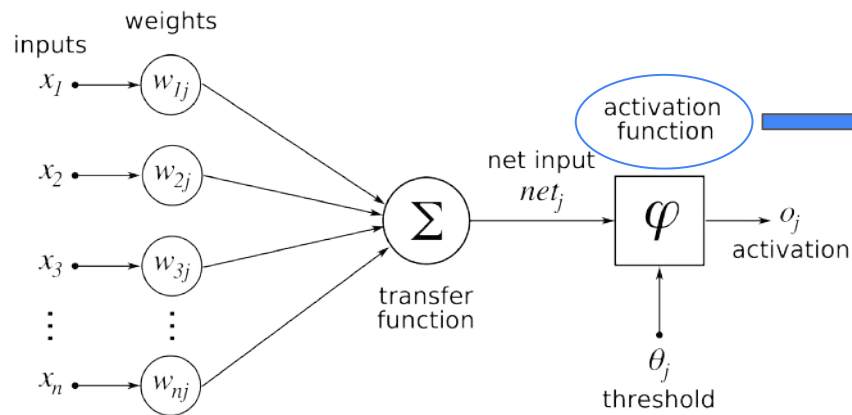 weights
inputs
x₁ w₁ⱼ
activation
function
x₂ w₂ⱼ
net input
netⱼ
Σ
φ
oⱼ
activation
x₃ w₃ⱼ
transfer
function
⋮ ⋮
xₙ wₙⱼ
θⱼ
threshold